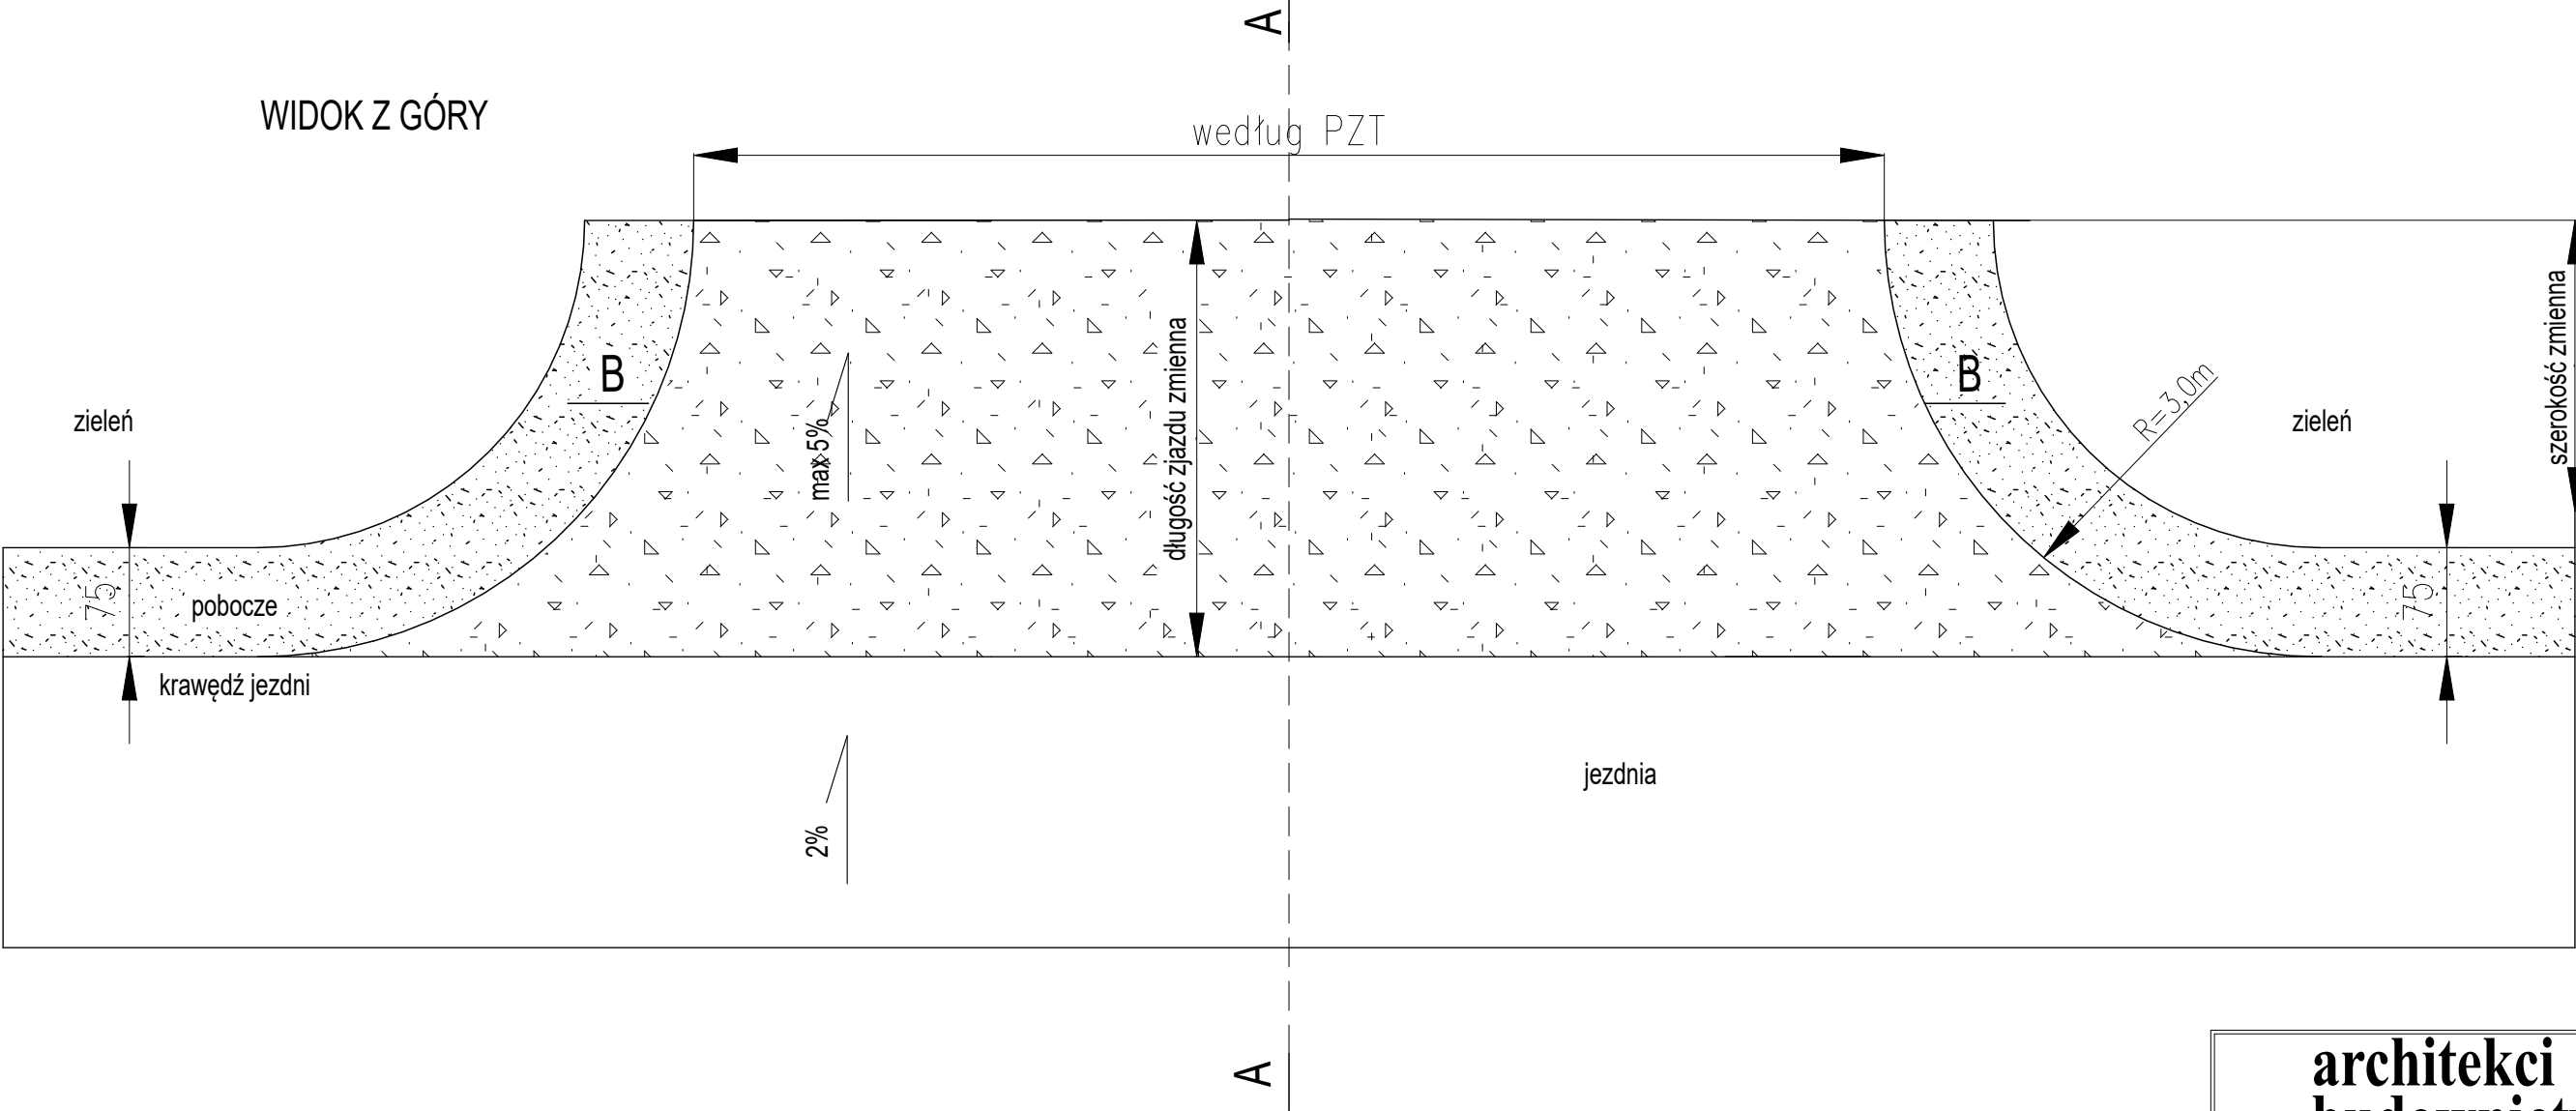 A
WIDOK Z GÓRY
według PZT
B
B
zieleń
max 5%
długość zjazdu zmienna
R=3,0m
zieleń
szerokość zmienna
75
pobocze
75
krawędź jezdni
jezdnia
2%
A
architekci